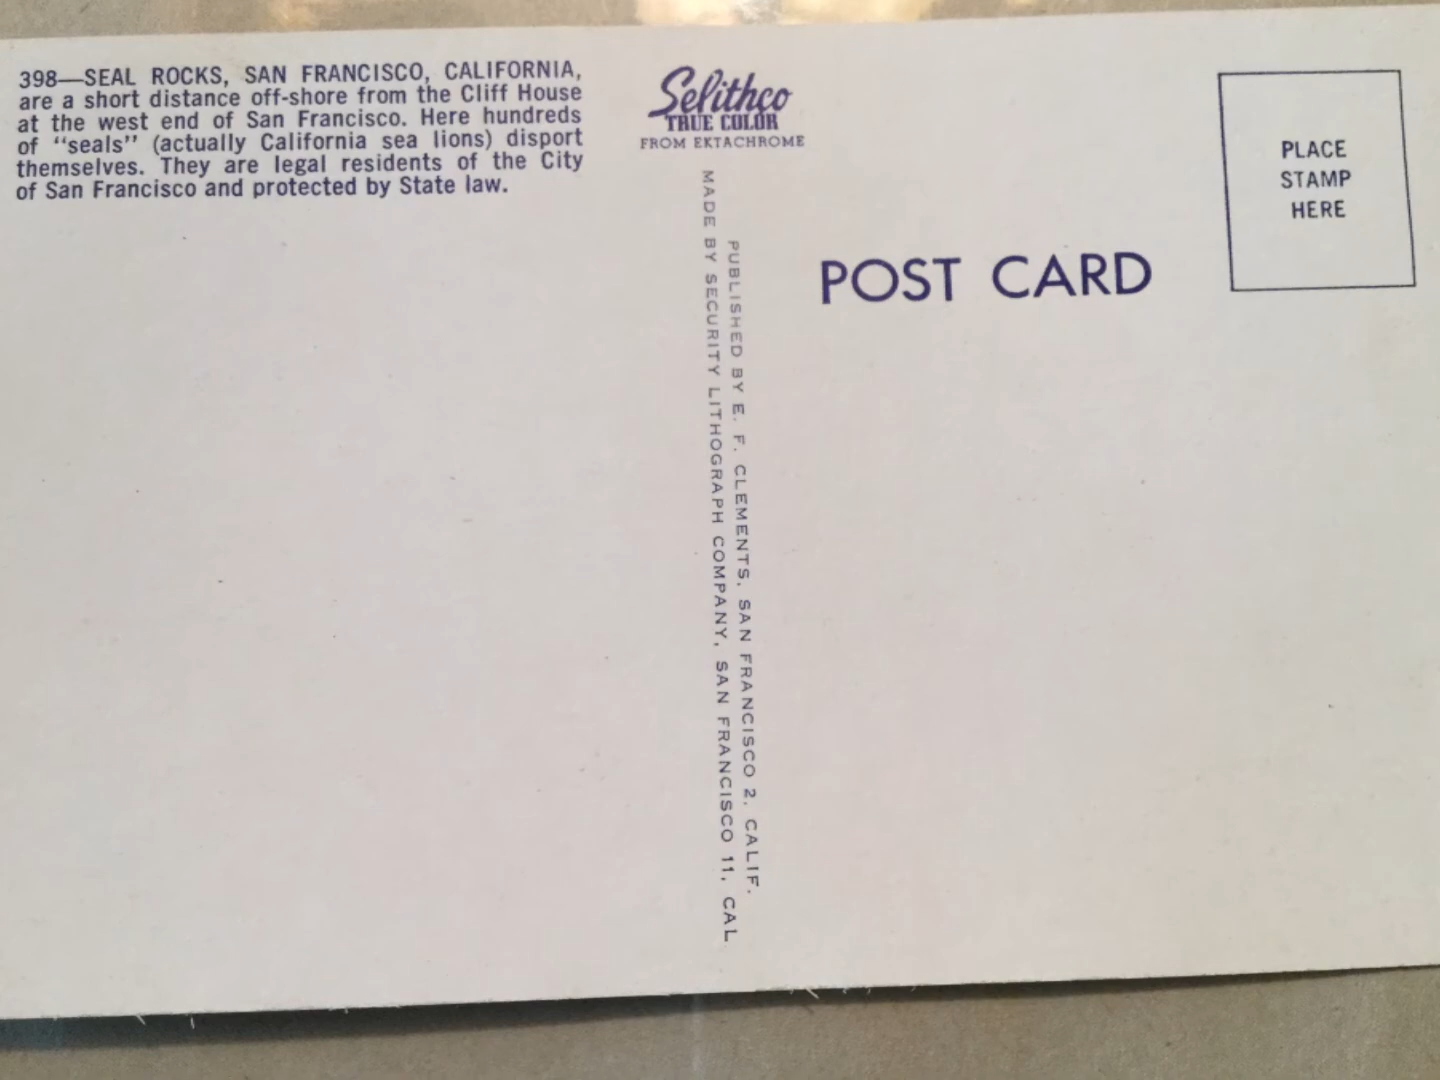 398—SEAL ROCKS, SAN FRANCISCO, CALIFORNIA,
are a short distance off-shore from the Cliff House
at the west end of San Francisco. Here hundreds
of “seals” (actually California sea lions) disport
themselves. They are legal residents of the City
of San Francisco and protected by State law.
Selithco
TRUE COLOR
FROM EKTACHROME
PUBLISHED BY E. F. CLEMENTS, SAN FRANCISCO 2, CALIF.
MADE BY SECURITY LITHOGRAPH COMPANY, SAN FRANCISCO 11, CAL
POST CARD
PLACE
STAMP
HERE